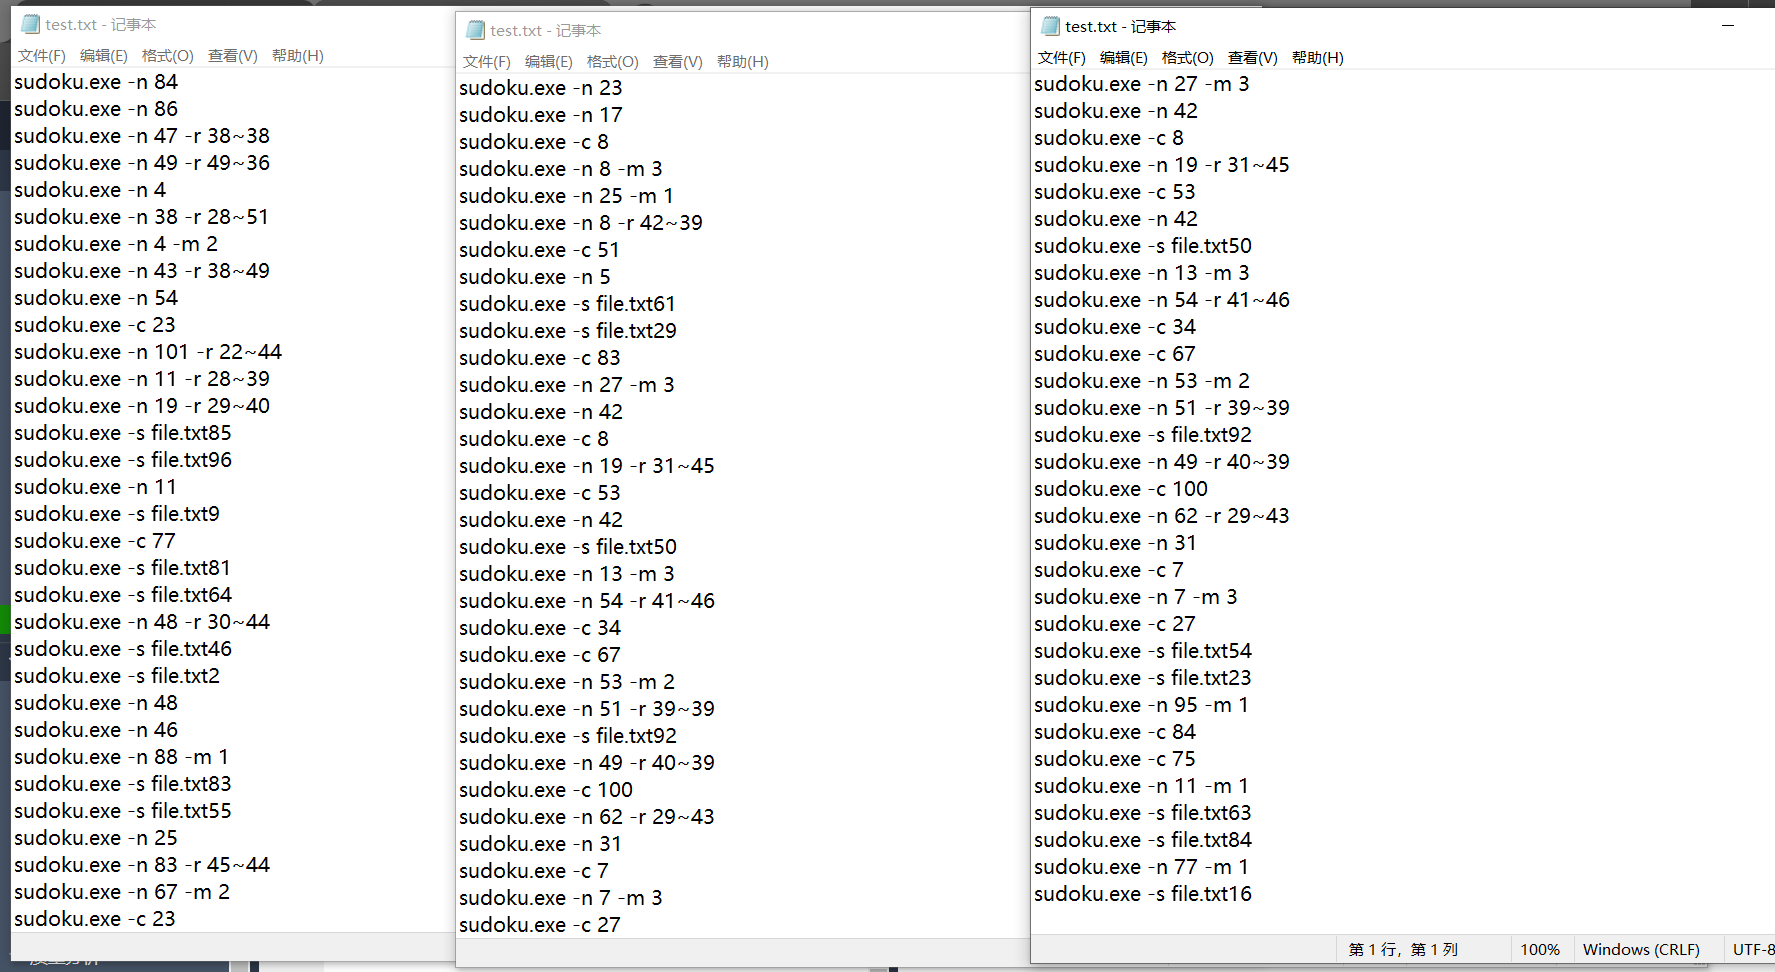 test.txt - 记事本
文件(F) 编辑(E) 格式(O) 查看(V) 帮助(H)
sudoku.exe -n 84
sudoku.exe -n 86
sudoku.exe -n 47 -r 38~38
sudoku.exe -n 49 -r 49~36
sudoku.exe -n 4
sudoku.exe -n 38 -r 28~51
sudoku.exe -n 4 -m 2
sudoku.exe -n 43 -r 38~49
sudoku.exe -n 54
sudoku.exe -c 23
sudoku.exe -n 101 -r 22~44
sudoku.exe -n 11 -r 28~39
sudoku.exe -n 19 -r 29~40
sudoku.exe -s file.txt85
sudoku.exe -s file.txt96
sudoku.exe -n 11
sudoku.exe -s file.txt9
sudoku.exe -c 77
sudoku.exe -s file.txt81
sudoku.exe -s file.txt64
sudoku.exe -n 48 -r 30~44
sudoku.exe -s file.txt46
sudoku.exe -s file.txt2
sudoku.exe -n 48
sudoku.exe -n 46
sudoku.exe -n 88 -m 1
sudoku.exe -s file.txt83
sudoku.exe -s file.txt55
sudoku.exe -n 25
sudoku.exe -n 83 -r 45~44
sudoku.exe -n 67 -m 2
sudoku.exe -c 23
test.txt - 记事本
文件(F) 编辑(E) 格式(O) 查看(V) 帮助(H)
sudoku.exe -n 23
sudoku.exe -n 17
sudoku.exe -c 8
sudoku.exe -n 8 -m 3
sudoku.exe -n 25 -m 1
sudoku.exe -n 8 -r 42~39
sudoku.exe -c 51
sudoku.exe -n 5
sudoku.exe -s file.txt61
sudoku.exe -s file.txt29
sudoku.exe -c 83
sudoku.exe -n 27 -m 3
sudoku.exe -n 42
sudoku.exe -c 8
sudoku.exe -n 19 -r 31~45
sudoku.exe -c 53
sudoku.exe -n 42
sudoku.exe -s file.txt50
sudoku.exe -n 13 -m 3
sudoku.exe -n 54 -r 41~46
sudoku.exe -c 34
sudoku.exe -c 67
sudoku.exe -n 53 -m 2
sudoku.exe -n 51 -r 39~39
sudoku.exe -s file.txt92
sudoku.exe -n 49 -r 40~39
sudoku.exe -c 100
sudoku.exe -n 62 -r 29~43
sudoku.exe -n 31
sudoku.exe -c 7
sudoku.exe -n 7 -m 3
sudoku.exe -c 27
test.txt - 记事本
文件(F) 编辑(E) 格式(O) 查看(V) 帮助(H)
sudoku.exe -n 27 -m 3
sudoku.exe -n 42
sudoku.exe -c 8
sudoku.exe -n 19 -r 31~45
sudoku.exe -c 53
sudoku.exe -n 42
sudoku.exe -s file.txt50
sudoku.exe -n 13 -m 3
sudoku.exe -n 54 -r 41~46
sudoku.exe -c 34
sudoku.exe -c 67
sudoku.exe -n 53 -m 2
sudoku.exe -n 51 -r 39~39
sudoku.exe -s file.txt92
sudoku.exe -n 49 -r 40~39
sudoku.exe -c 100
sudoku.exe -n 62 -r 29~43
sudoku.exe -n 31
sudoku.exe -c 7
sudoku.exe -n 7 -m 3
sudoku.exe -c 27
sudoku.exe -s file.txt54
sudoku.exe -s file.txt23
sudoku.exe -n 95 -m 1
sudoku.exe -c 84
sudoku.exe -c 75
sudoku.exe -n 11 -m 1
sudoku.exe -s file.txt63
sudoku.exe -s file.txt84
sudoku.exe -n 77 -m 1
sudoku.exe -s file.txt16
第 1 行，第 1 列 100% Windows (CRLF) UTF-8